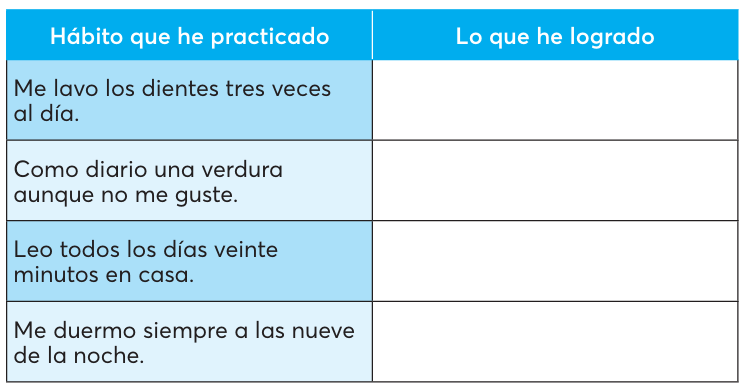 Hábito que he practicado
Lo que he logrado
Me lavo los dientes tres veces
al día.
Como diario una verdura
aunque no me guste.
Leo todos los días veinte
minutos en casa.
Me duermo siempre a las nueve
de la noche.